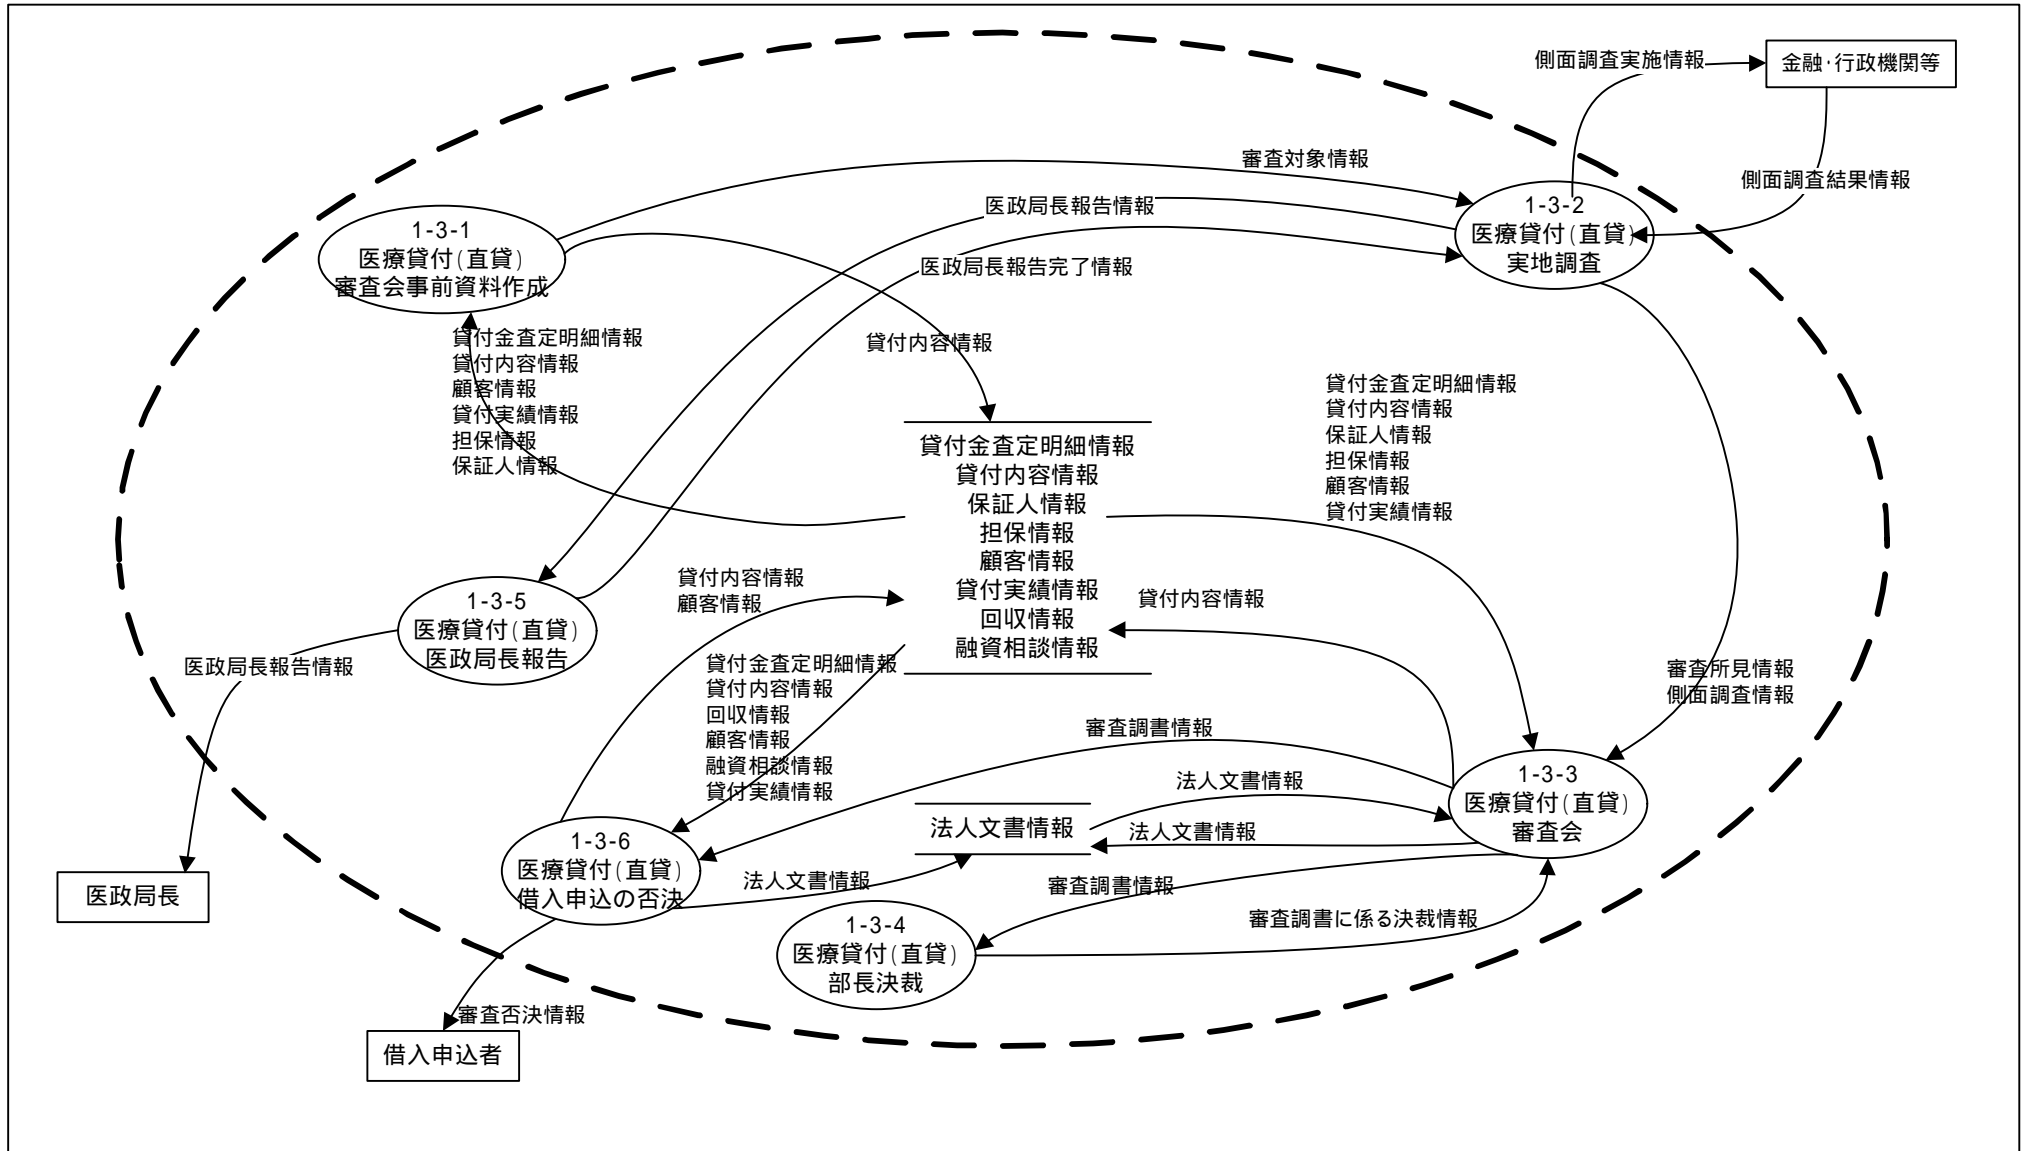 側面調査実施情報
金融・行政機関等
審査対象情報
側面調査結果情報
医政局長報告情報
1-3-2
医療貸付(直貸)
実地調査
1-3-1
医療貸付(直貸)
審査会事前資料作成
医政局長報告完了情報
貸付金査定明細情報
貸付内容情報
顧客情報
貸付実績情報
担保情報
保証人情報
貸付内容情報
貸付金査定明細情報
貸付内容情報
保証人情報
担保情報
顧客情報
貸付実績情報
貸付金査定明細情報
貸付内容情報
保証人情報
担保情報
顧客情報
貸付実績情報
回収情報
融資相談情報
貸付内容情報
顧客情報
貸付内容情報
1-3-5
医療貸付(直貸)
医政局長報告
医政局長報告情報
貸付金査定明細情報
貸付内容情報
回収情報
顧客情報
融資相談情報
貸付実績情報
審査所見情報
側面調査情報
審査調書情報
法人文書情報
1-3-3
医療貸付(直貸)
審査会
法人文書情報
法人文書情報
1-3-6
医療貸付(直貸)
借入申込の否決
法人文書情報
審査調書情報
医政局長
1-3-4
医療貸付(直貸)
部長決裁
審査調書に係る決裁情報
審査否決情報
借入申込者